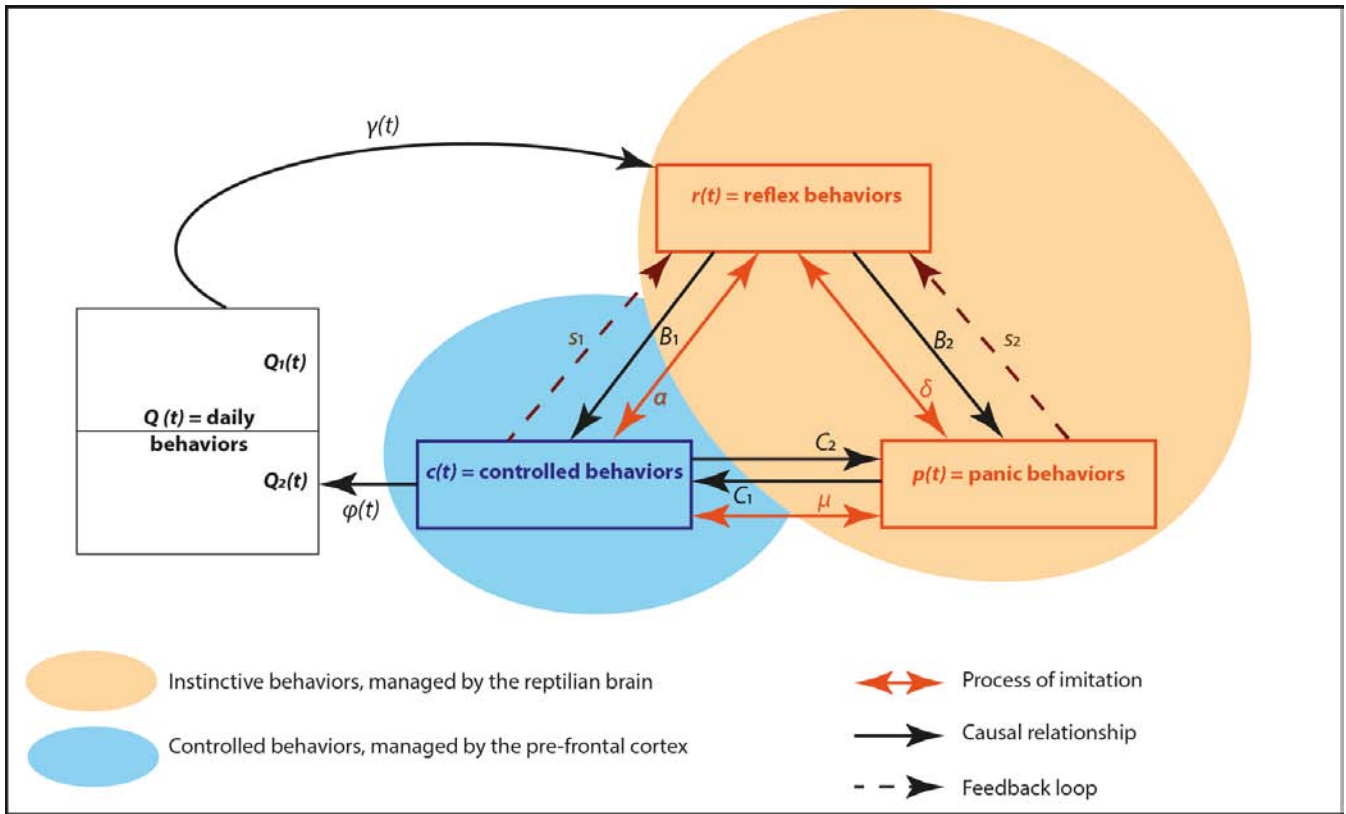 γ(t)
r(t) = reflex behaviors
s₁
B₁
B₂
s₂
α
δ
Q₁(t)
Q (t) = daily
behaviors
Q₂(t)
φ(t)
c(t) = controlled behaviors
C₂
C₁
μ
p(t) = panic behaviors
Instinctive behaviors, managed by the reptilian brain
Process of imitation
Controlled behaviors, managed by the pre-frontal cortex
Causal relationship
Feedback loop